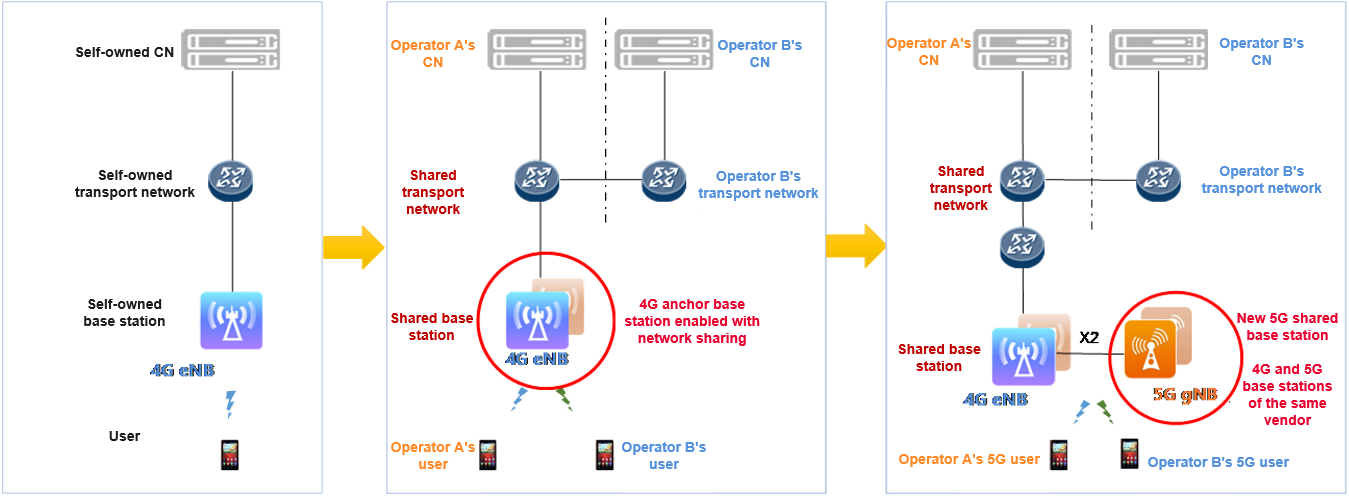 Self-owned CN
Self-owned
transport network
Self-owned
base station
4G eNB
User
Operator A's
CN
Operator B's
CN
Shared
transport
network
Operator B's
transport network
Shared base
station
4G eNB
4G anchor base
station enabled with
network sharing
Operator A's
user
Operator B's
user
Operator A's
CN
Operator B's
CN
Shared
transport
network
Operator B's
transport network
Shared base
station
4G eNB
X2
5G gNB
New 5G shared
base station
4G and 5G
base stations
of the same
vendor
Operator A's 5G user
Operator B's 5G user